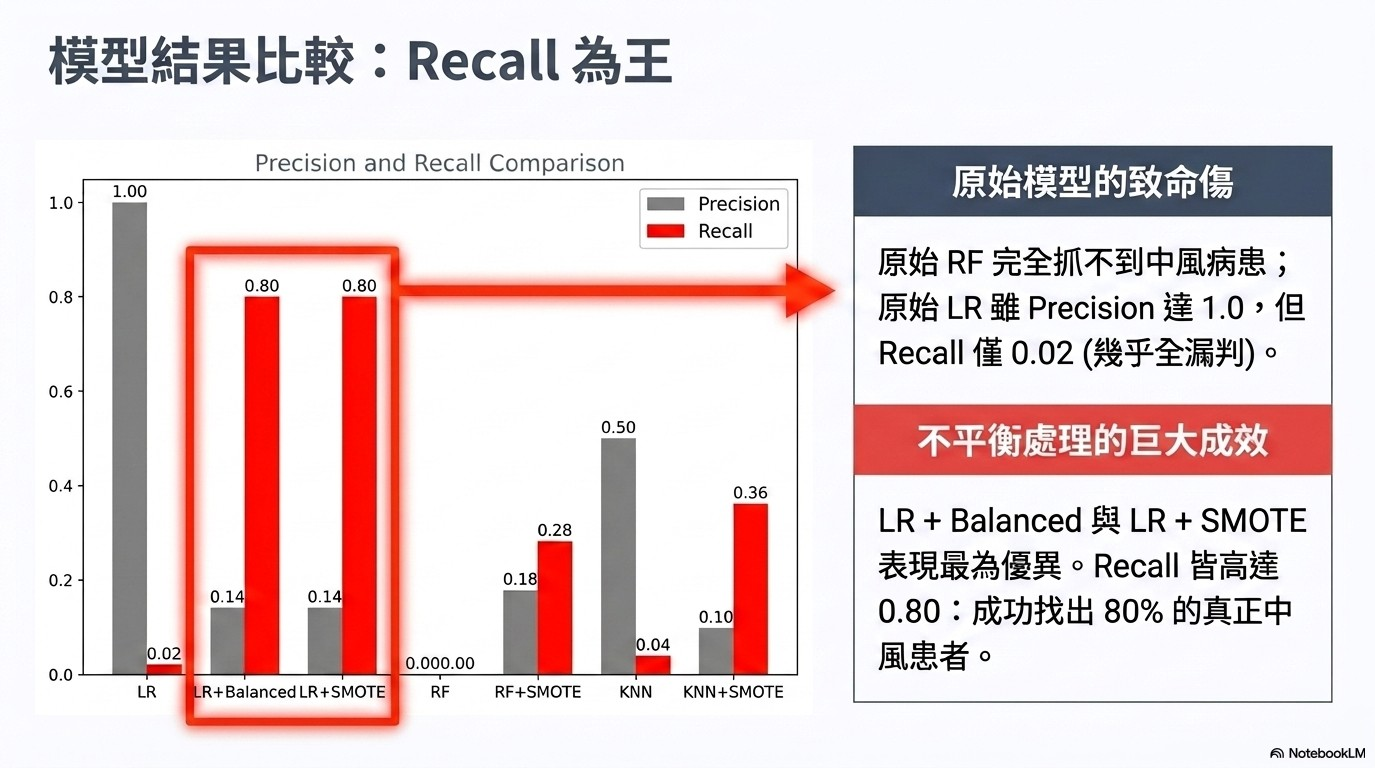 模型結果比較：Recall 為王
Precision and Recall Comparison
Precision
Recall
1.0
0.8
0.6
0.4
0.2
0.0
1.00
0.02
0.14
0.80
0.14
0.80
0.00
0.00
0.18
0.28
0.50
0.04
0.10
0.36
LR
LR+Balanced
LR+SMOTE
RF
RF+SMOTE
KNN
KNN+SMOTE
原始模型的致命傷
原始 RF 完全抓不到中風病患；
原始 LR 雖 Precision 達 1.0，但
Recall 僅 0.02 (幾乎全漏判)。
不平衡處理的巨大成效
LR + Balanced 與 LR + SMOTE
表現最為優異。Recall 皆高達
0.80：成功找出 80% 的真正中
風患者。
NotebookLM